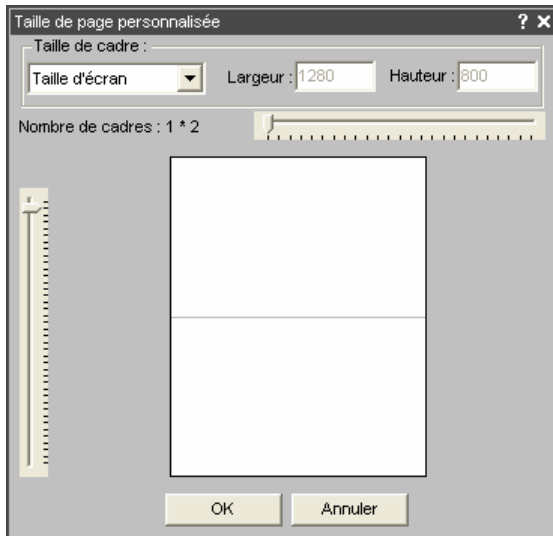 Taille de page personnalisée
Taille de cadre :
Taille d'écran
Largeur : 1280
Hauteur : 800
Nombre de cadres : 1 * 2
OK
Annuler